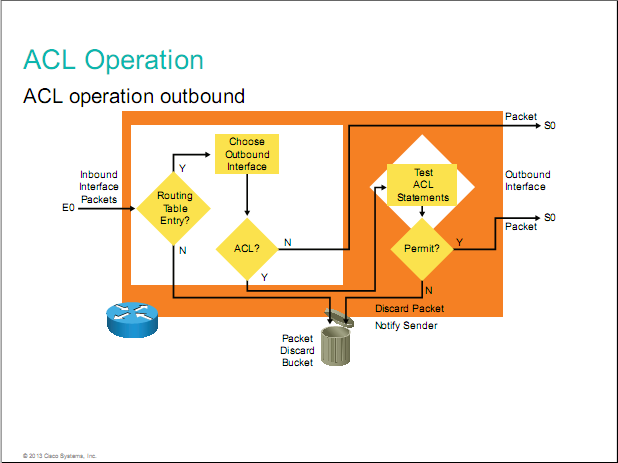 ACL Operation
ACL operation outbound
Packet
S0
Choose
Outbound
Interface
Inbound
Interface
Packets
E0
Y
Routing
Table
Entry?
N
Test
ACL
Statements
Outbound
Interface
ACL?
N
Y
Permit?
Y
S0
Packet
N
Discard Packet
Notify Sender
Packet
Discard
Bucket
© 2013 Cisco Systems, Inc.